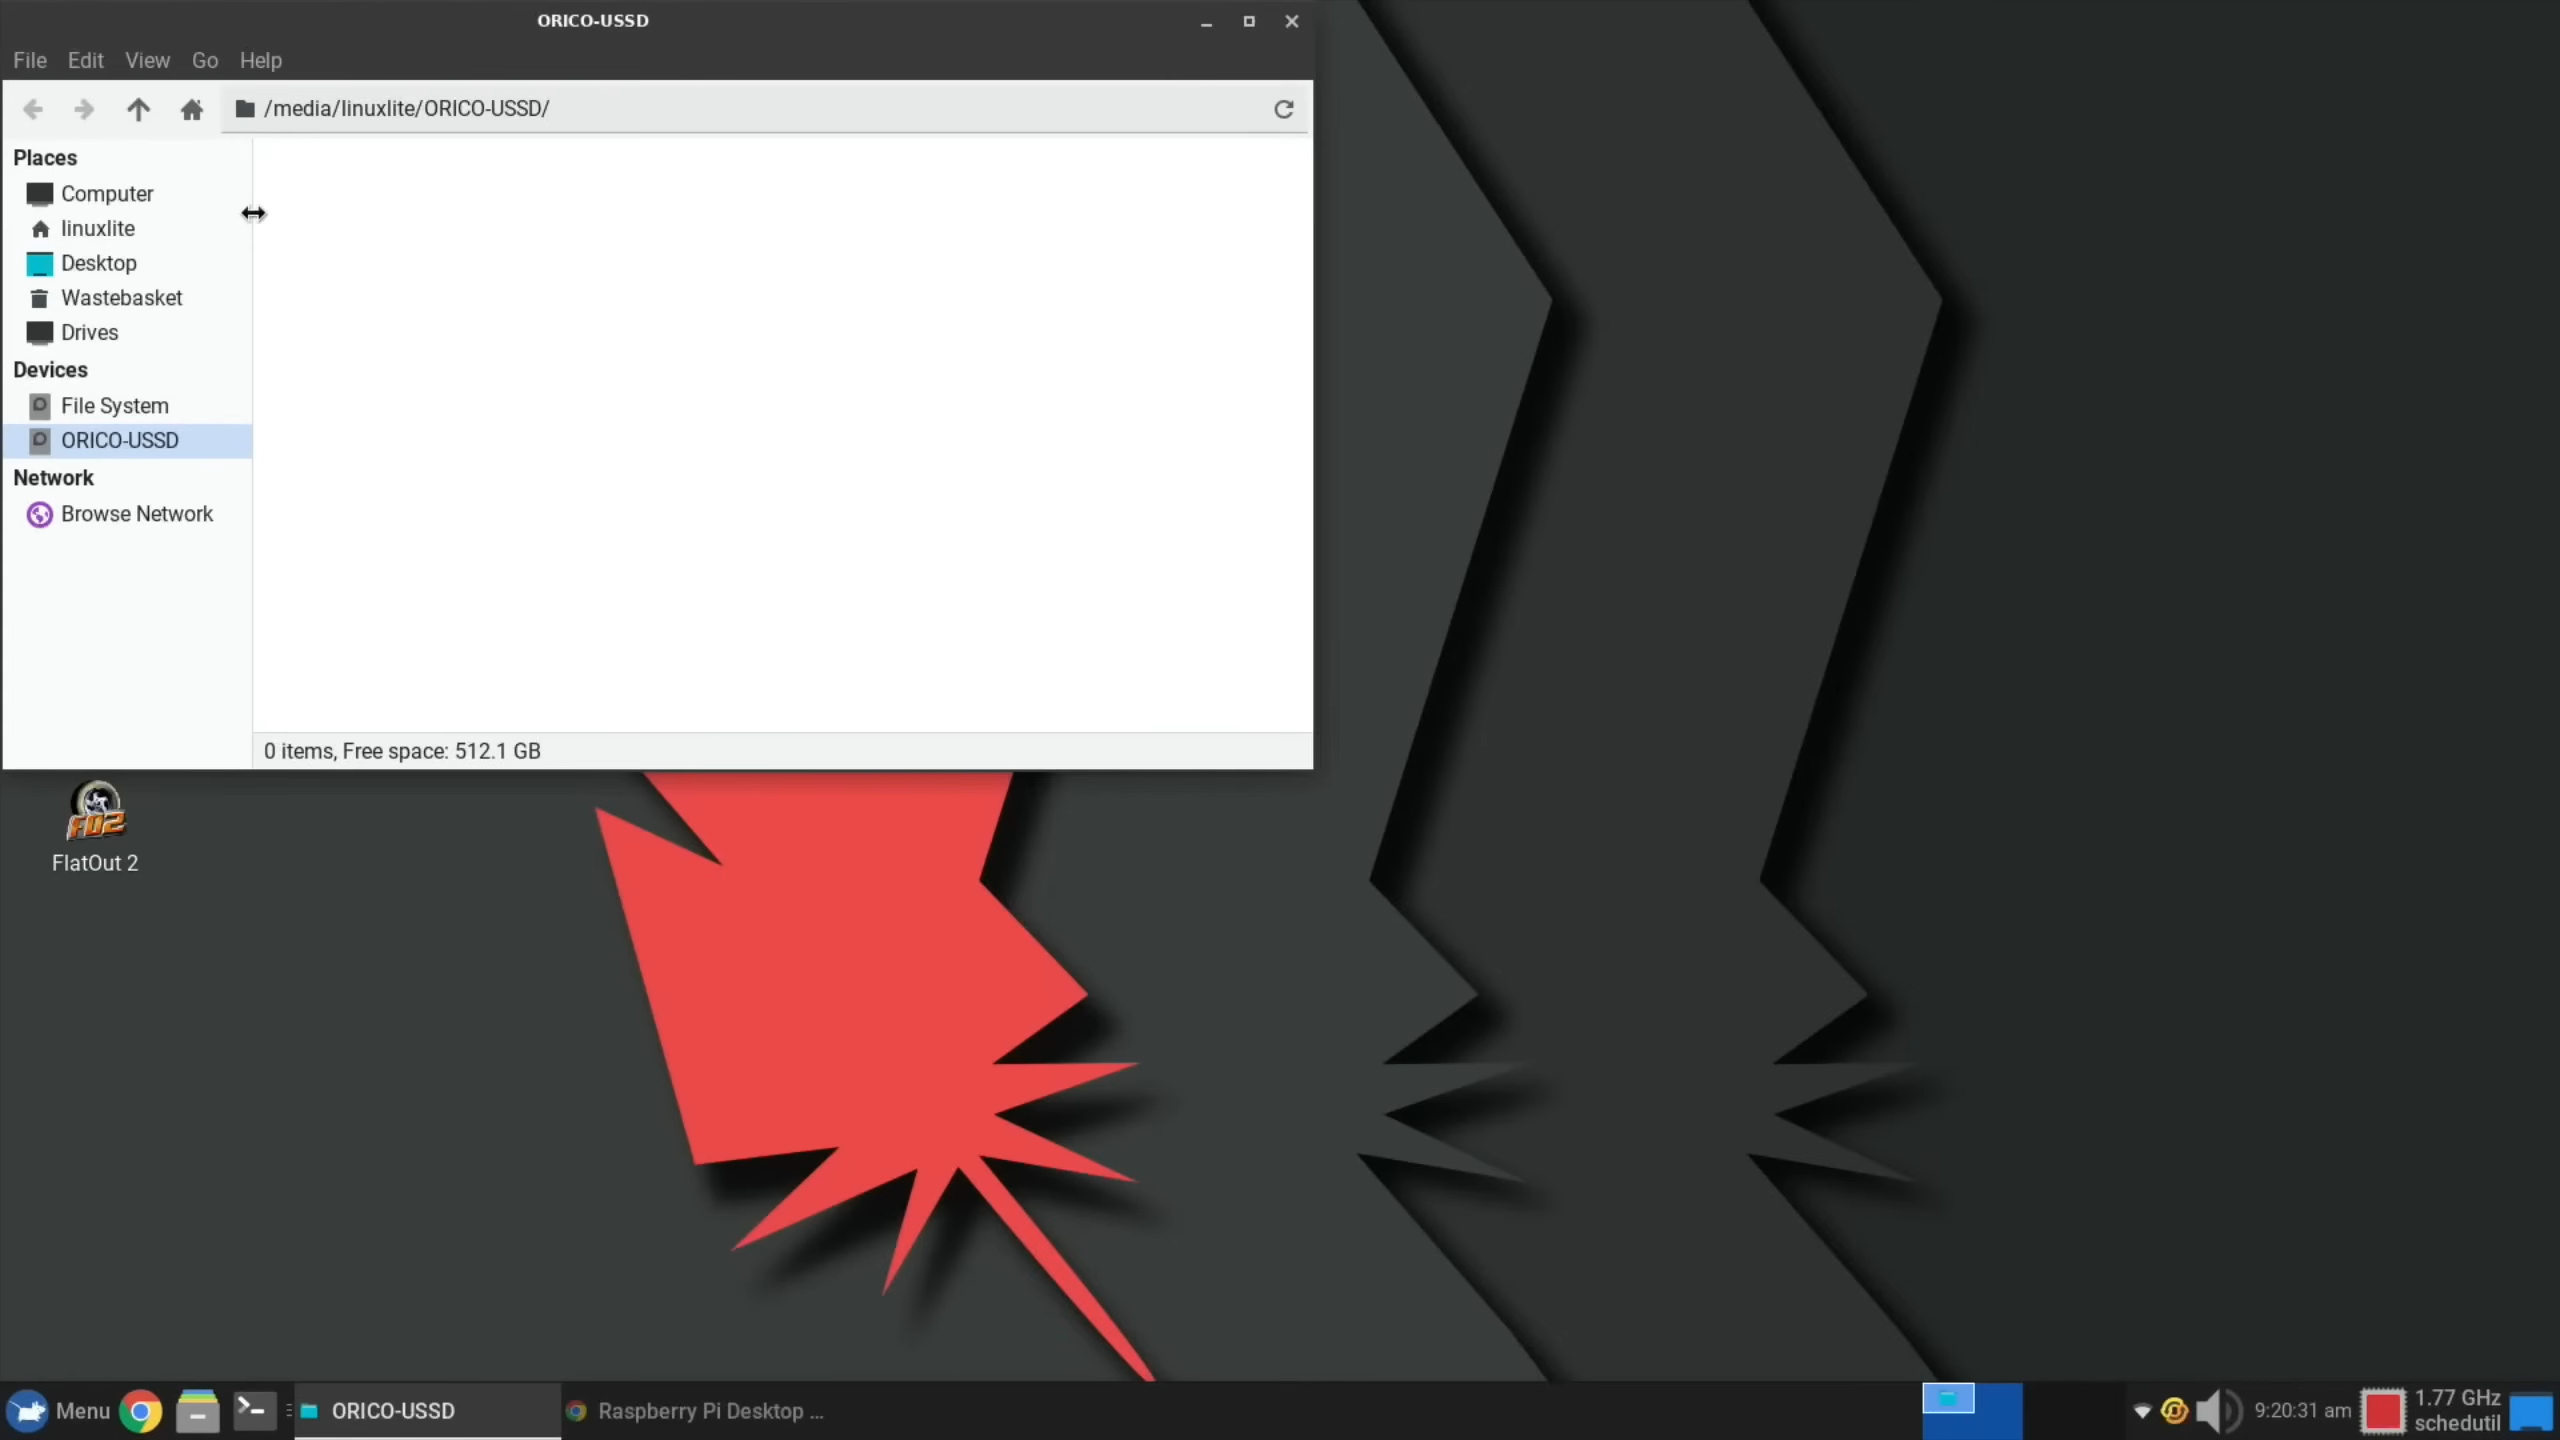 ORICO-USSD
File Edit View Go Help
/media/linuxlite/ORICO-USSD/
Places
Computer
linuxlite
Desktop
Wastebasket
Drives
Devices
File System
ORICO-USSD
Network
Browse Network
0 items, Free space: 512.1 GB
FO2
FlatOut 2
Menu
ORICO-USSD
Raspberry Pi Desktop ...
9:20:31 am
1.77 GHz
schedutil